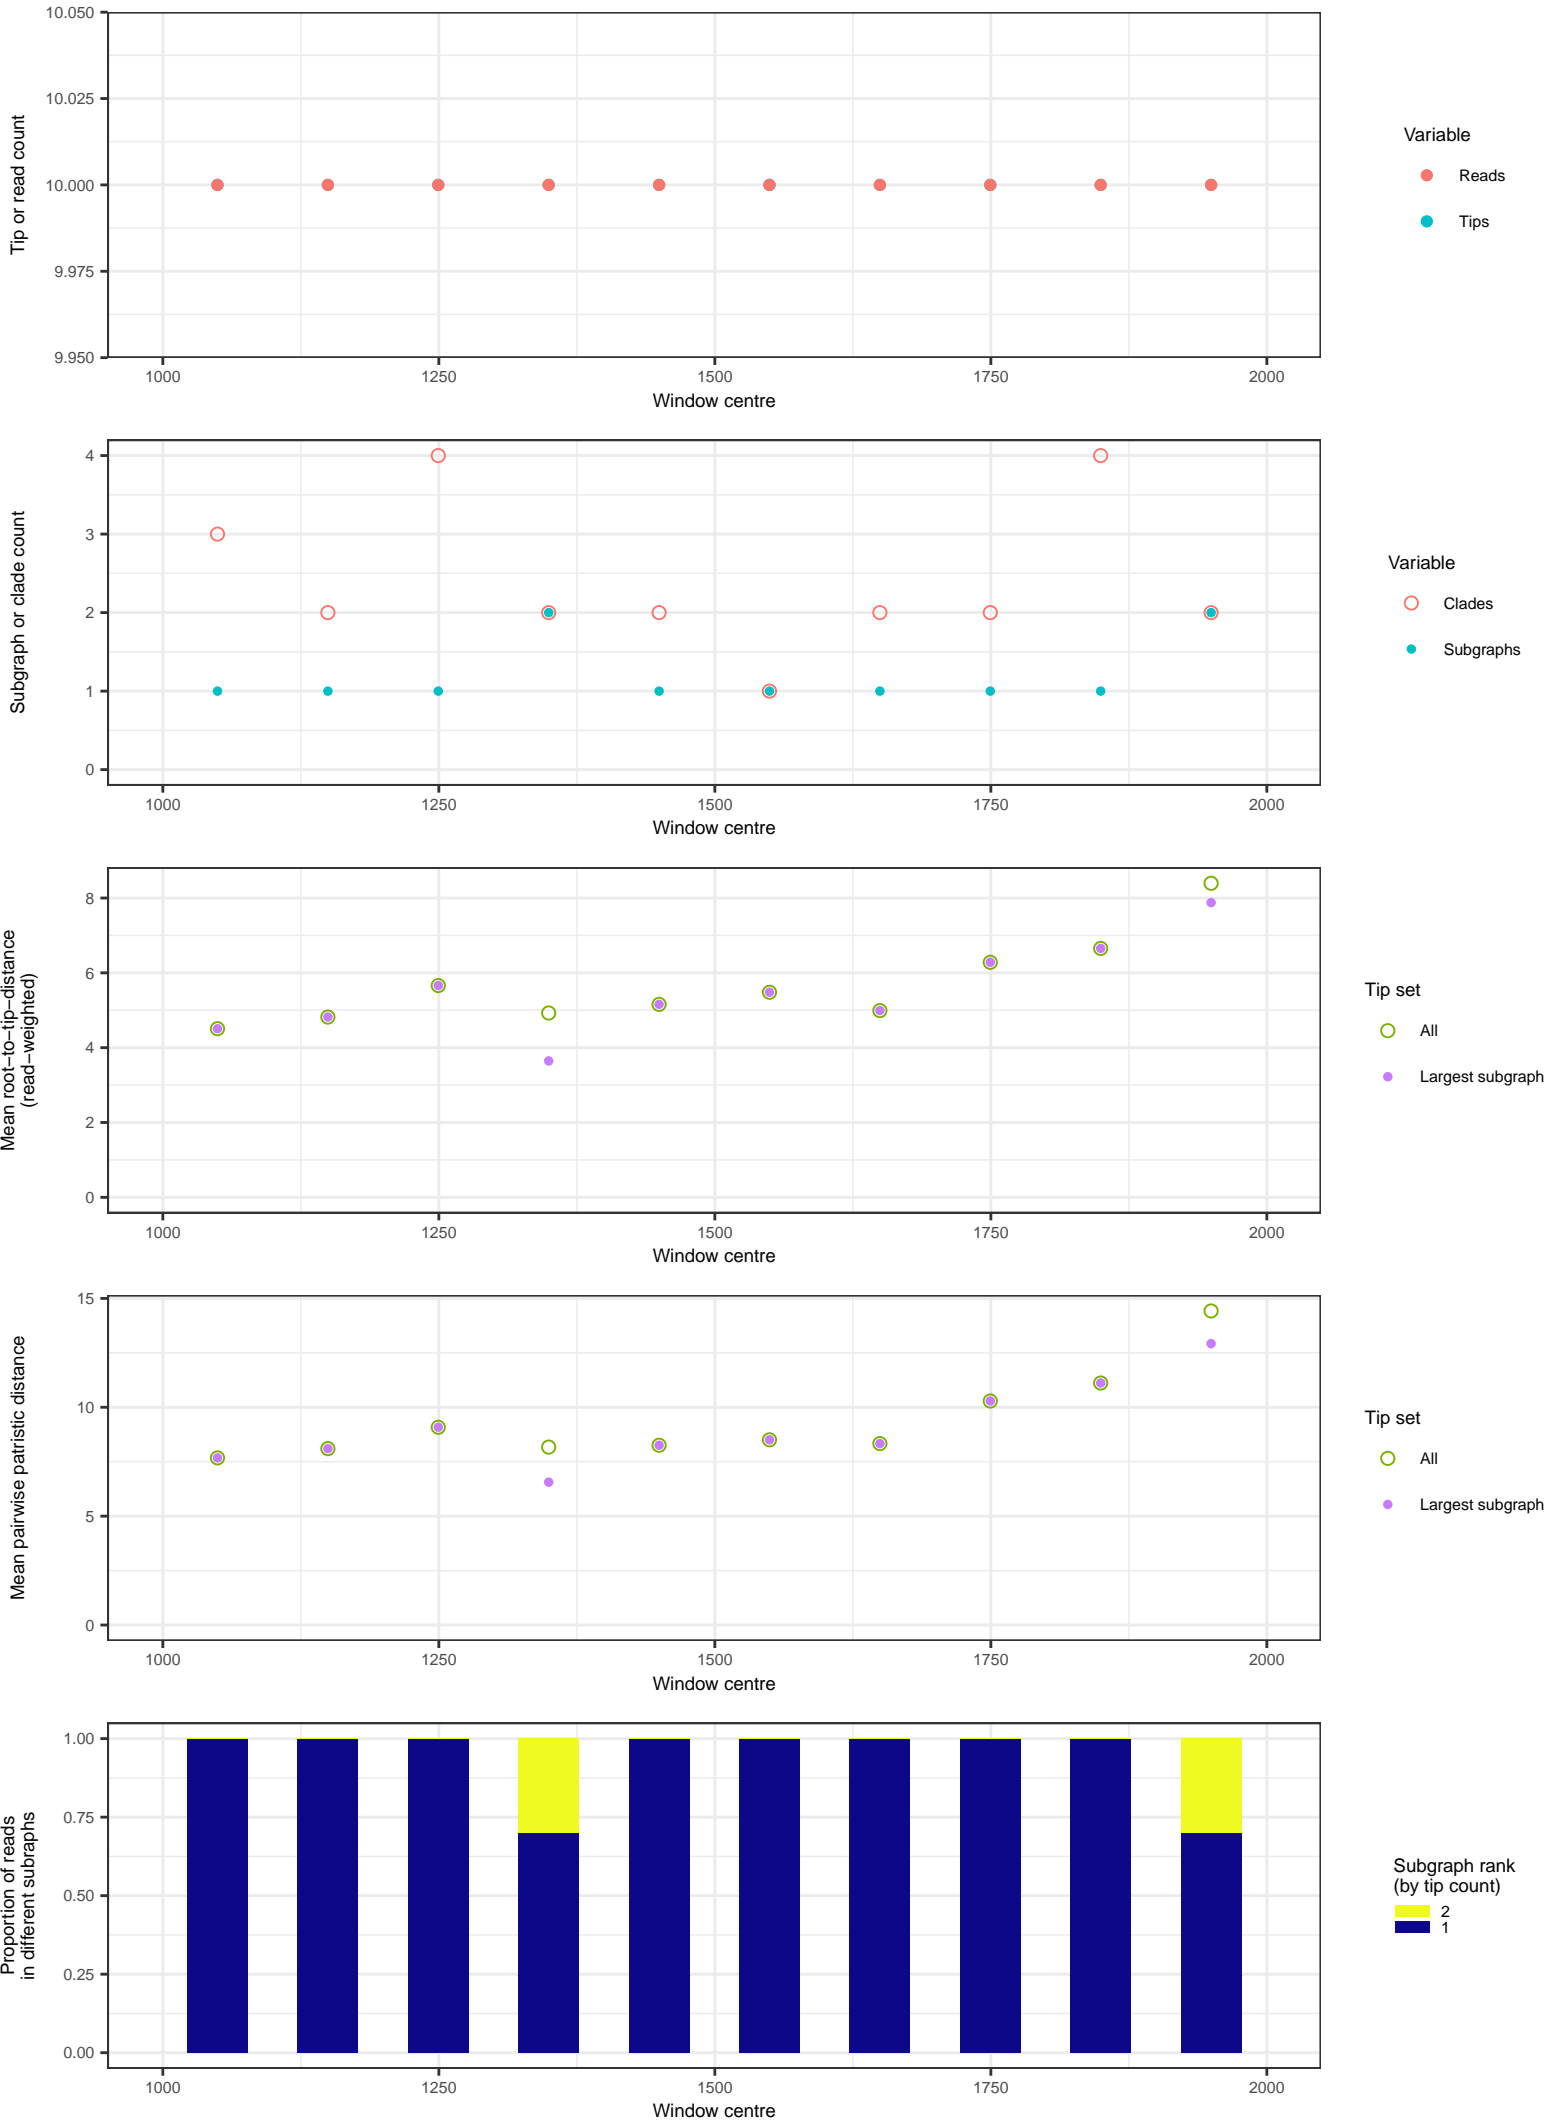 10.050
10.025
10.000
9.975
9.950
Tip or read count
1000
1250
1500
1750
2000
Window centre
Variable
Reads
Tips
4
3
2
1
0
Subgraph or clade count
1000
1250
1500
1750
2000
Window centre
Variable
Clades
Subgraphs
8
6
4
2
0
Mean root−to−tip−distance
(read−weighted)
1000
1250
1500
1750
2000
Window centre
Tip set
All
Largest subgraph
15
10
5
0
Mean pairwise patristic distance
1000
1250
1500
1750
2000
Window centre
Tip set
All
Largest subgraph
1.00
0.75
0.50
0.25
0.00
Proportion of reads
in different subraphs
1000
1250
1500
1750
2000
Window centre
Subgraph rank
(by tip count)
2
1